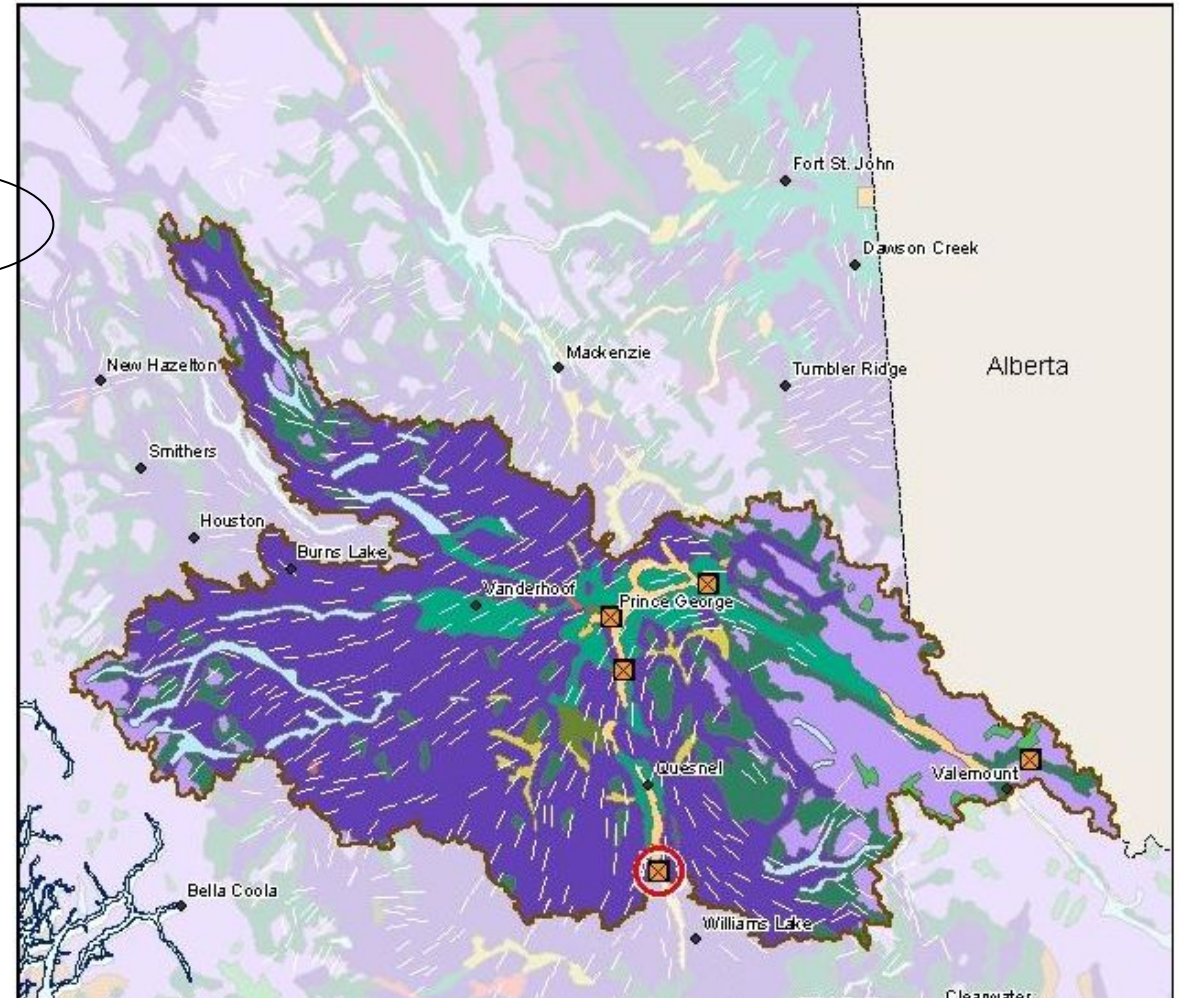 Fort St. John
Dawson Creek
Mackenzie
New Hazelton
Tumbler Ridge
Alberta
Smithers
Houston
Burns Lake
Vanderhoof
Prince George
Quesnel
Valemount
Bella Coola
Williams Lake
Clearwater